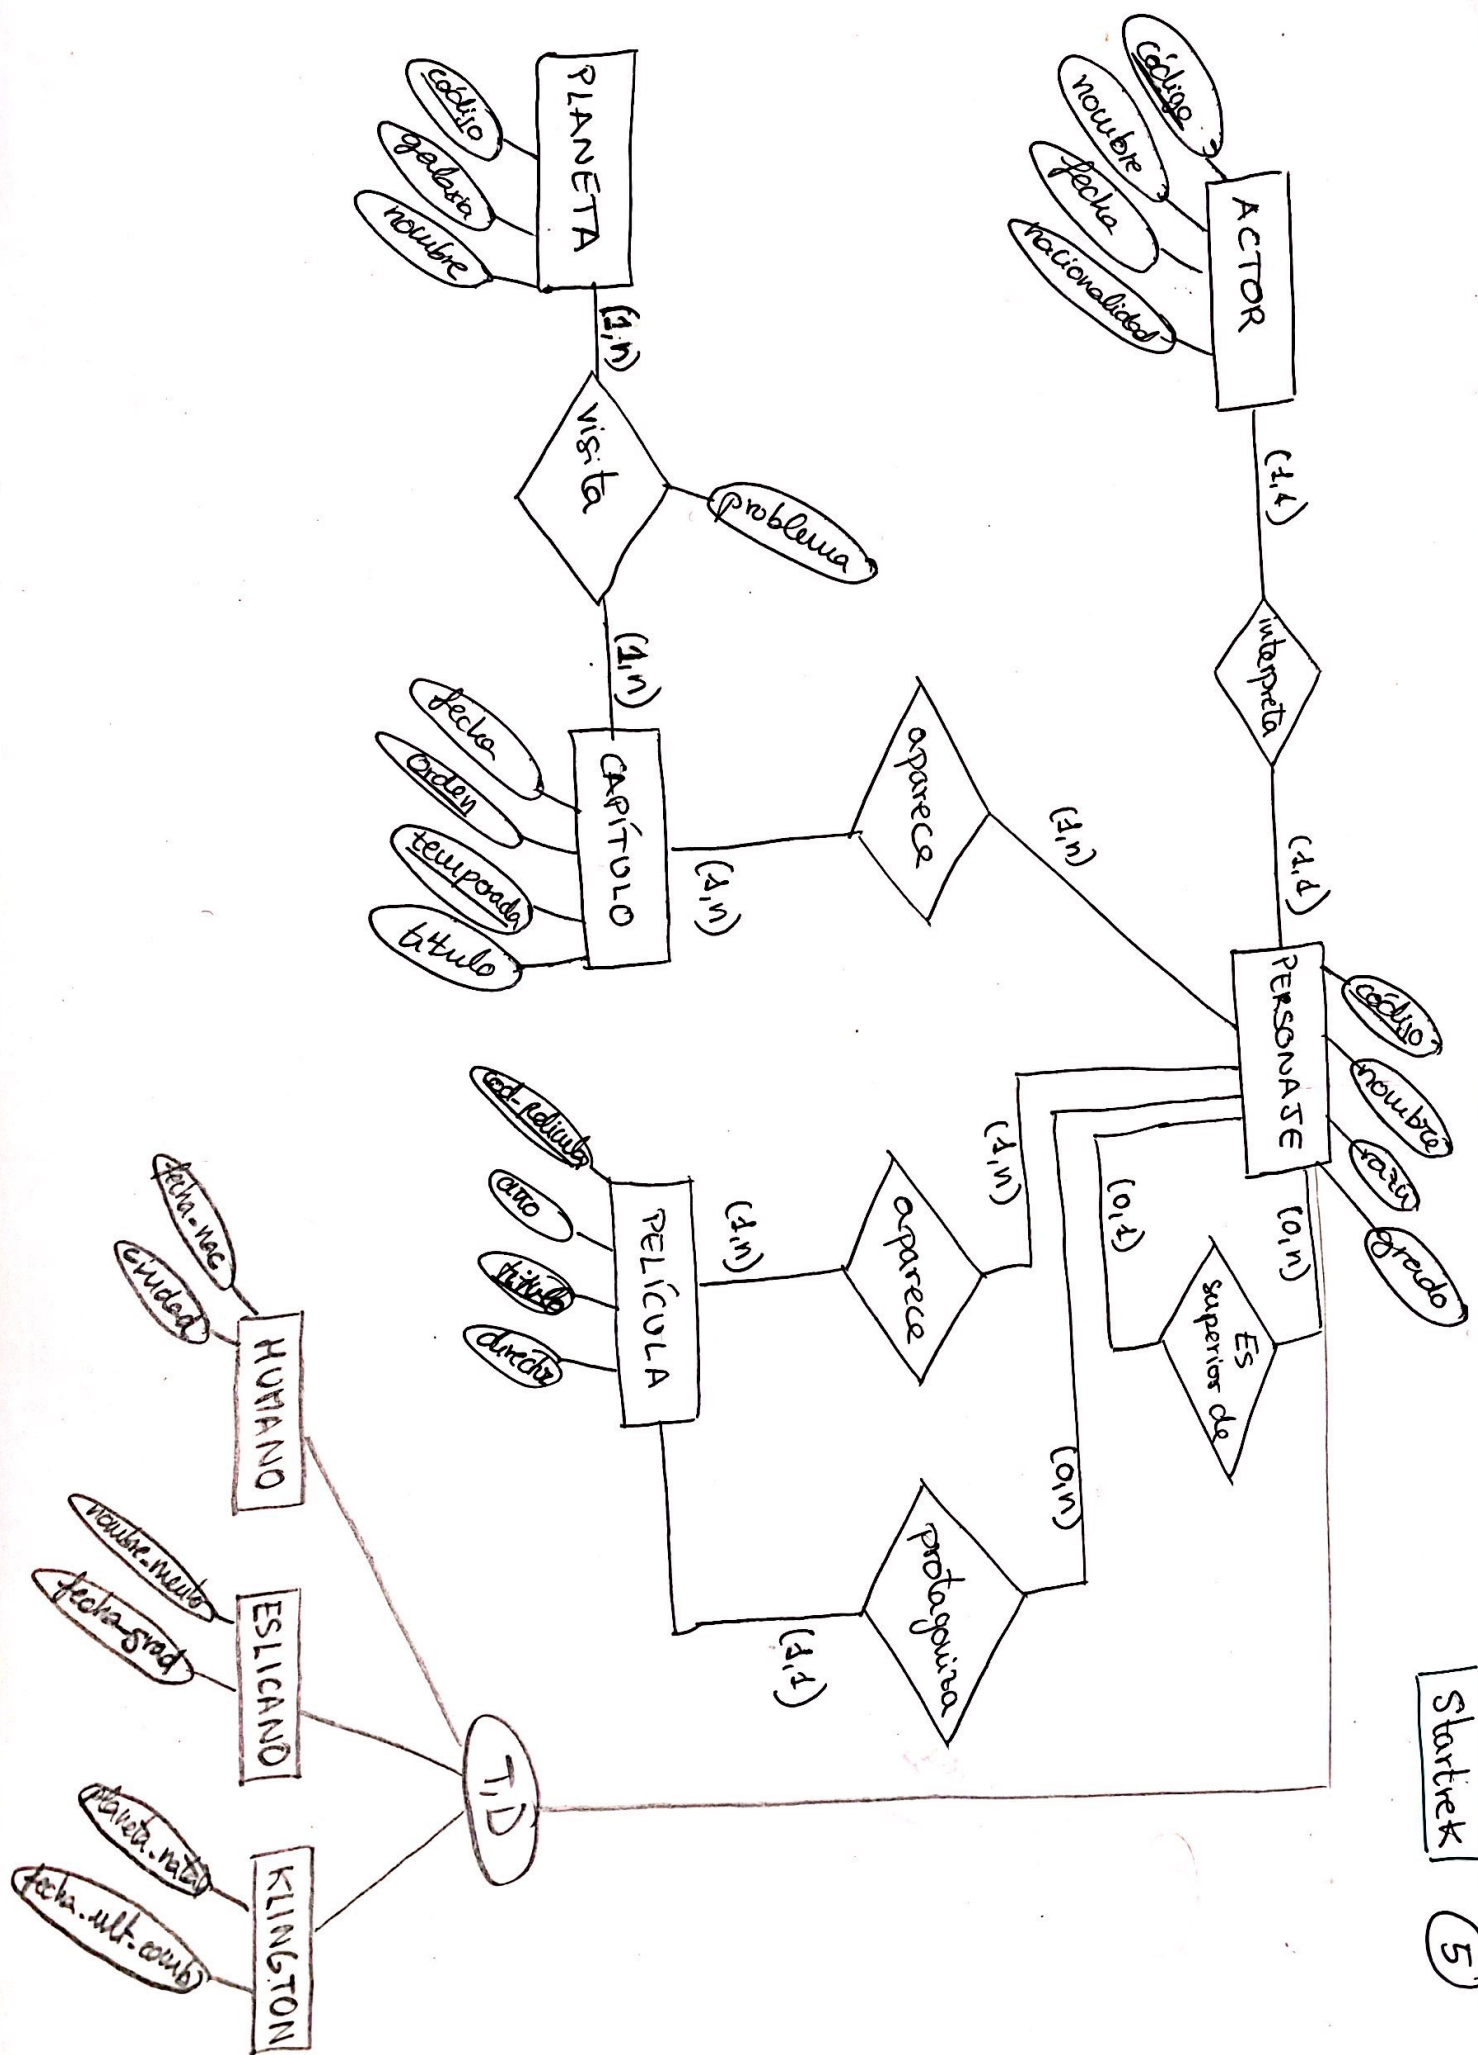 Startrek
5
ACTOR
código
nombre
fecha
nacionalidad
(1,1)
interpreta
(1,1)
PERSONAJE
código
nombre
raza
grado
(0,n)
Es
superior de
(0,1)
PLANETA
código
galaxia
nombre
(1,n)
visita
problema
(1,n)
CAPÍTULO
fecha
orden
temporada
título
(1,n)
aparece
(1,n)
PELÍCULA
cod_película
año
título
(1,n)
aparece
(1,n)
(1,1)
protagoniza
(0,n)
T,D
HUMANO
fecha_nac
ciudad
ESLICANO
fecha_grad
KLINGTON
planeta_natal
fecha_ult_comb